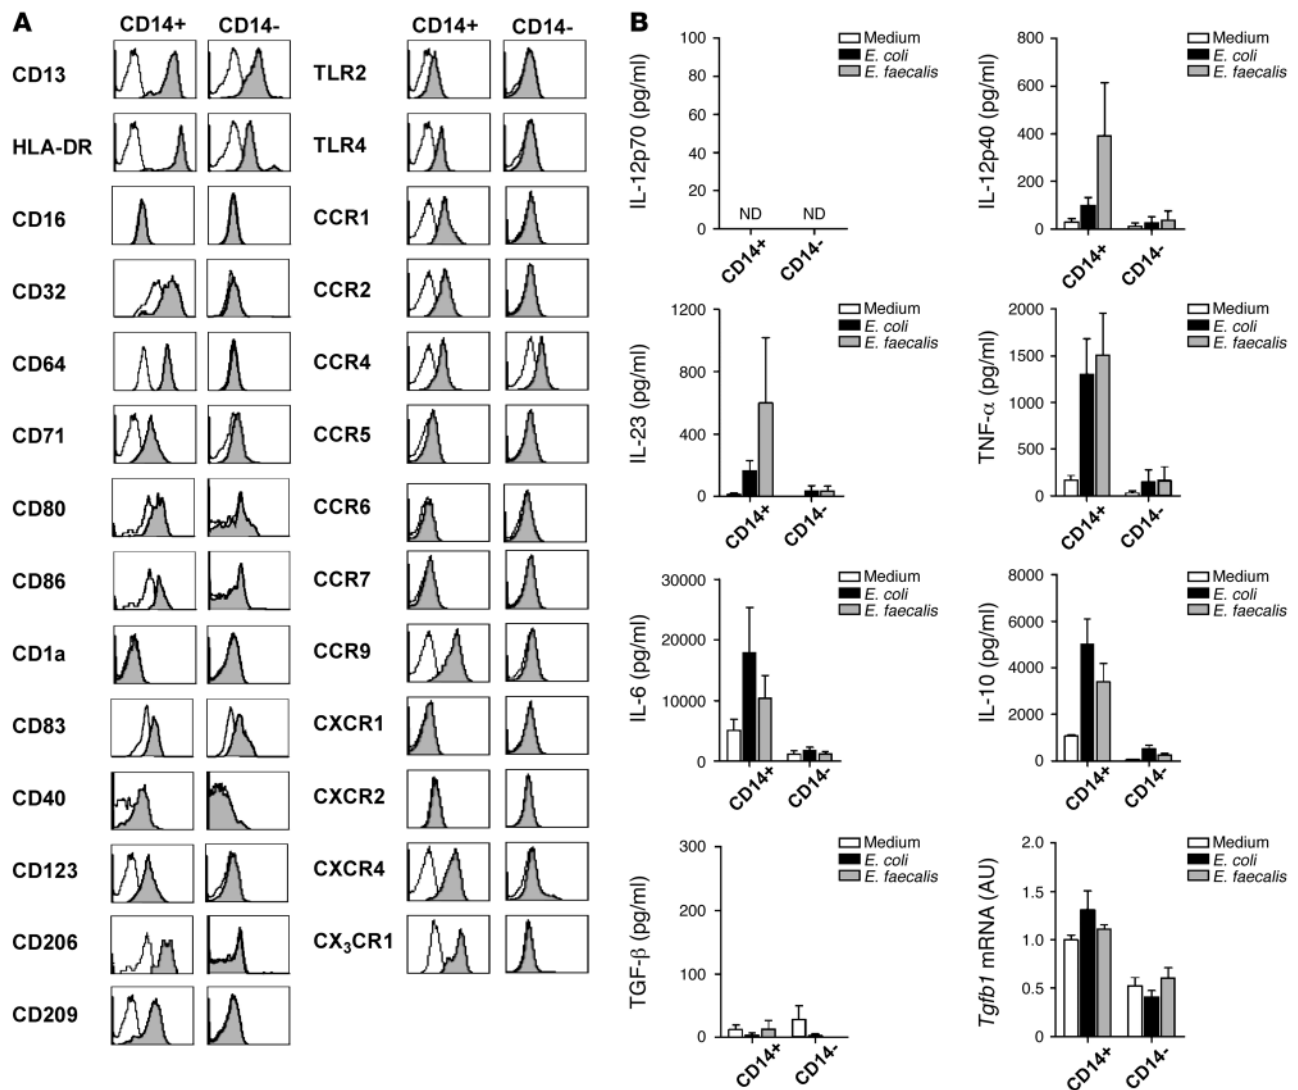 A
CD14+ CD14-
CD14+ CD14-
CD13
TLR2
HLA-DR
TLR4
CD16
CCR1
CD32
CCR2
CD64
CCR4
CD71
CCR5
CD80
CCR6
CD86
CCR7
CD1a
CCR9
CD83
CXCR1
CD40
CXCR2
CD123
CXCR4
CD206
CX₃CR1
CD209
B
IL-12p70 (pg/ml)
100
80
60
40
20
0
ND
ND
CD14+
CD14-
Medium
E. coli
E. faecalis
IL-12p40 (pg/ml)
800
600
400
200
0
CD14+
CD14-
Medium
E. coli
E. faecalis
IL-23 (pg/ml)
1200
800
400
0
CD14+
CD14-
Medium
E. coli
E. faecalis
TNF-α (pg/ml)
2000
1500
1000
500
0
CD14+
CD14-
Medium
E. coli
E. faecalis
IL-6 (pg/ml)
30000
20000
10000
0
CD14+
CD14-
Medium
E. coli
E. faecalis
IL-10 (pg/ml)
8000
6000
4000
2000
0
CD14+
CD14-
Medium
E. coli
E. faecalis
TGF-β (pg/ml)
300
200
100
0
CD14+
CD14-
Medium
E. coli
E. faecalis
Tgfb1 mRNA (AU)
2.0
1.5
1.0
0.5
0
CD14+
CD14-
Medium
E. coli
E. faecalis